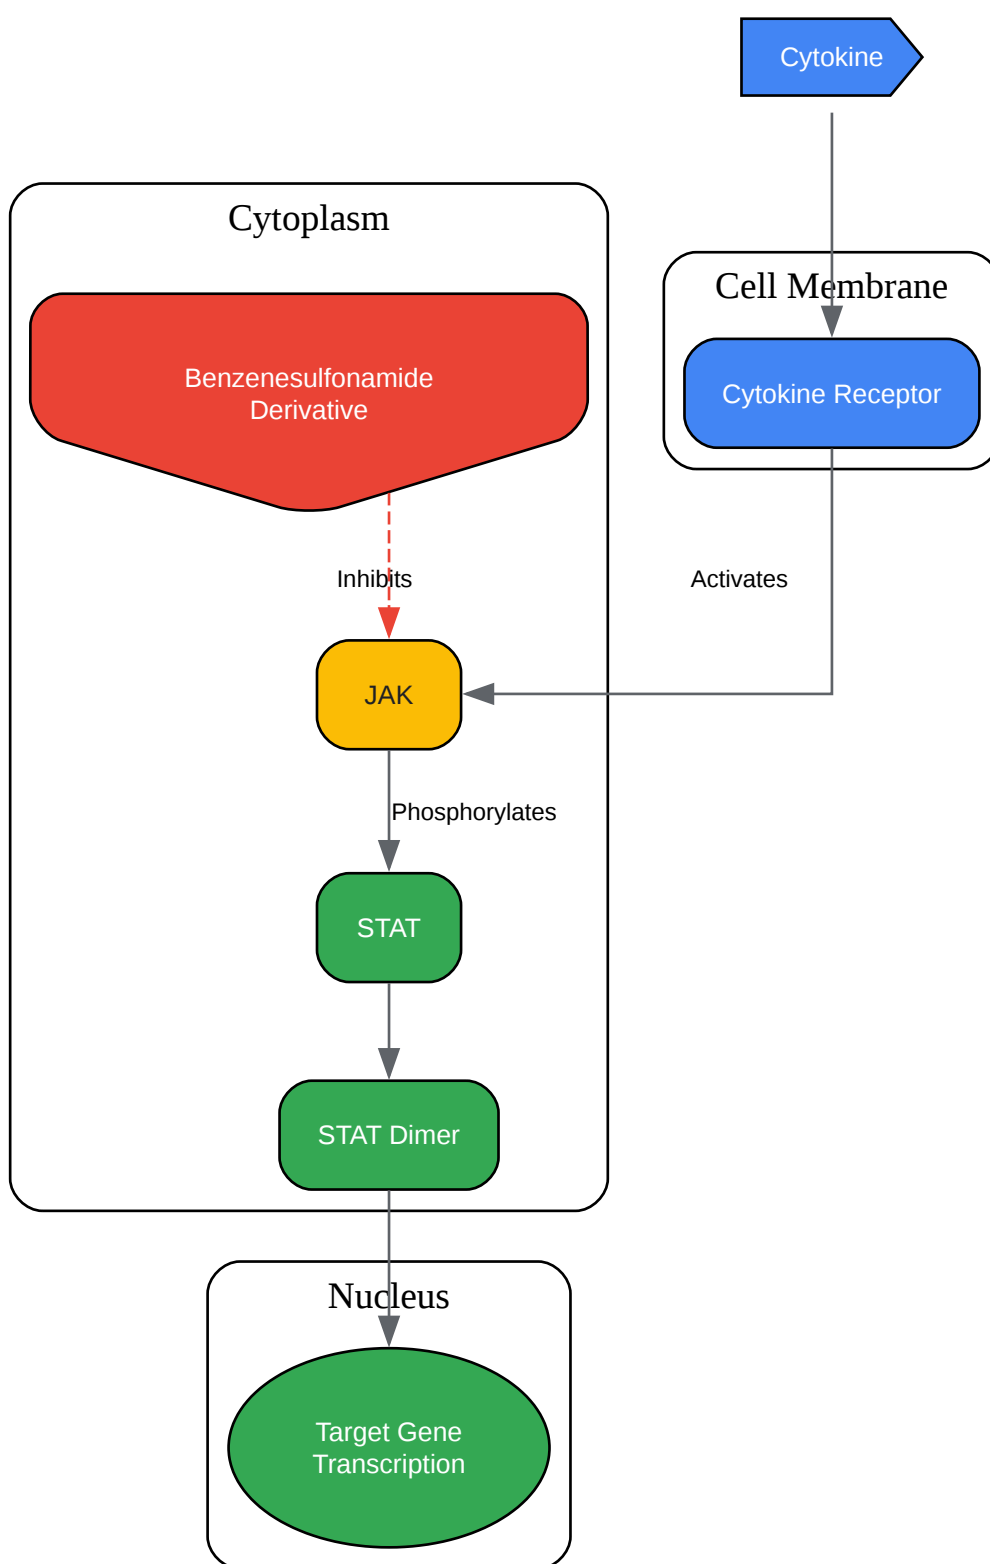 Cytokine
Cytoplasm
Cell Membrane
Benzenesulfonamide
Derivative
Cytokine Receptor
Inhibits
Activates
JAK
Phosphorylates
STAT
STAT Dimer
Nucleus
Target Gene
Transcription